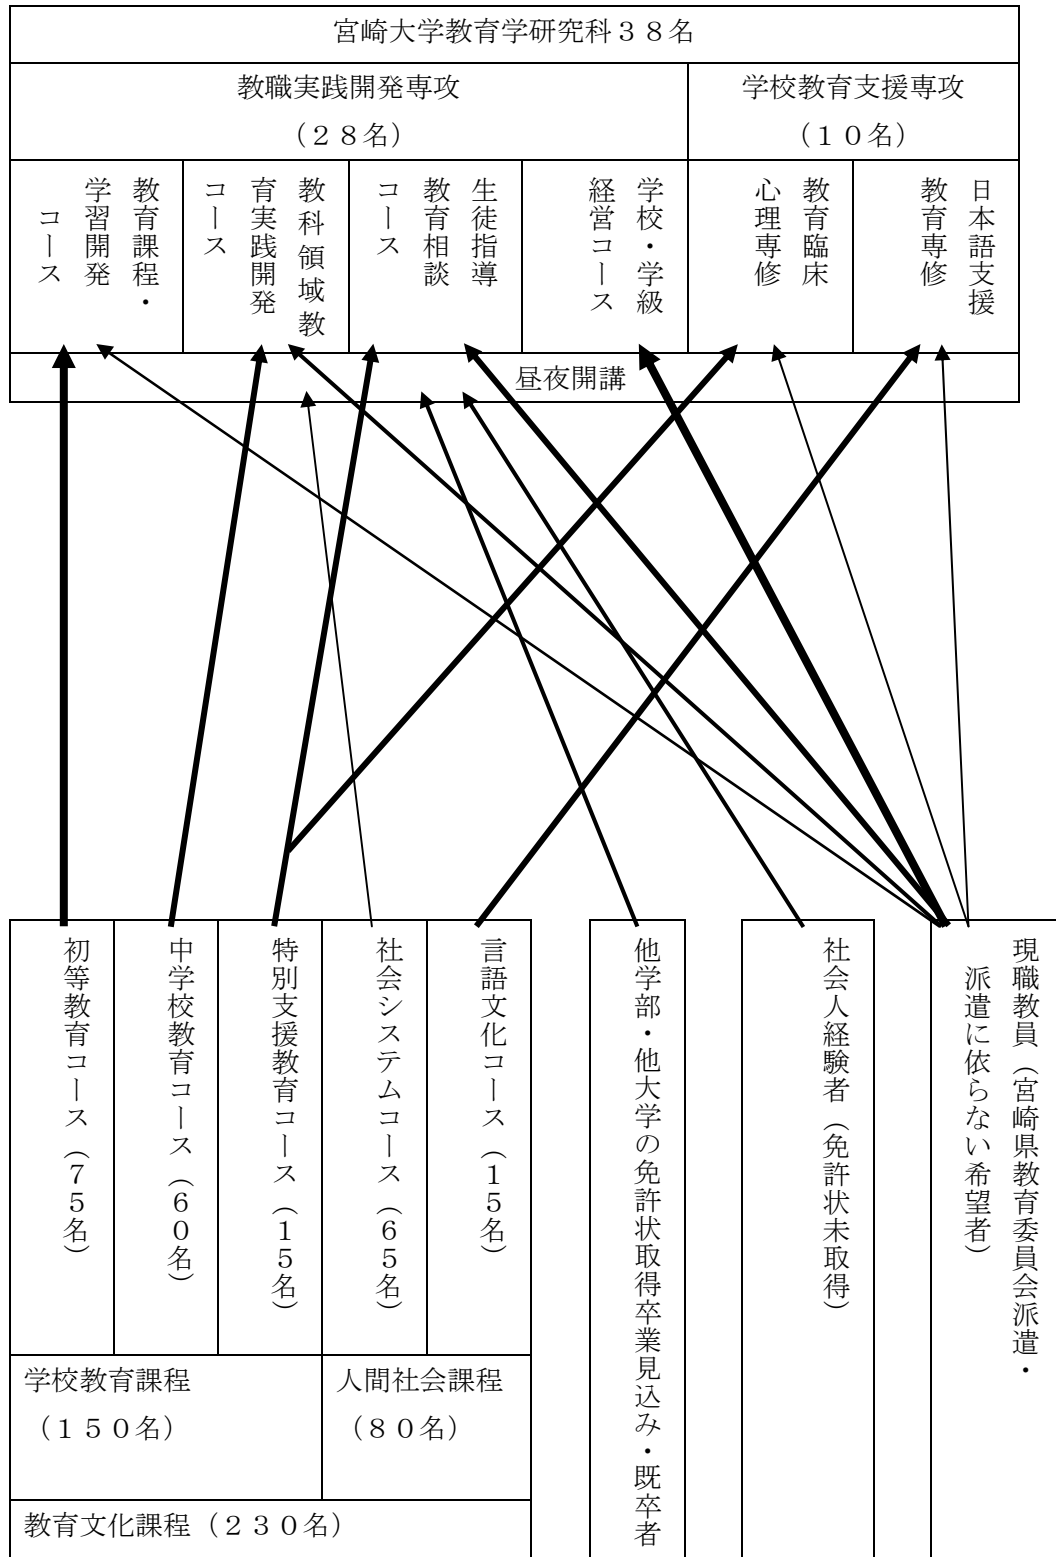 宮崎大学教育学研究科３８名
教職実践開発専攻
（２８名）
学校教育支援専攻
（１０名）
教育課程・
学習開発
コース
教科領域教
育実践開発
コース
生徒指導
教育相談
コース
学校・学級
経営コース
教育臨床
心理専修
日本語支援
教育専修
昼夜開講
初等教育コース（７５名）
中学校教育コース（６０名）
特別支援教育コース（１５名）
社会システムコース（６５名）
言語文化コース（１５名）
他学部・他大学の免許状取得卒業見込み・既卒者
社会人経験者（免許状未取得）
現職教員（宮崎県教育委員会派遣・
派遣に依らない希望者）
学校教育課程
（１５０名）
人間社会課程
（８０名）
教育文化課程（２３０名）